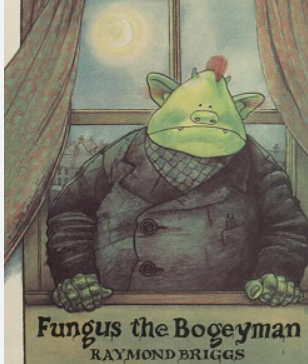 Fungus the Bogeyman
RAYMOND BRIGGS